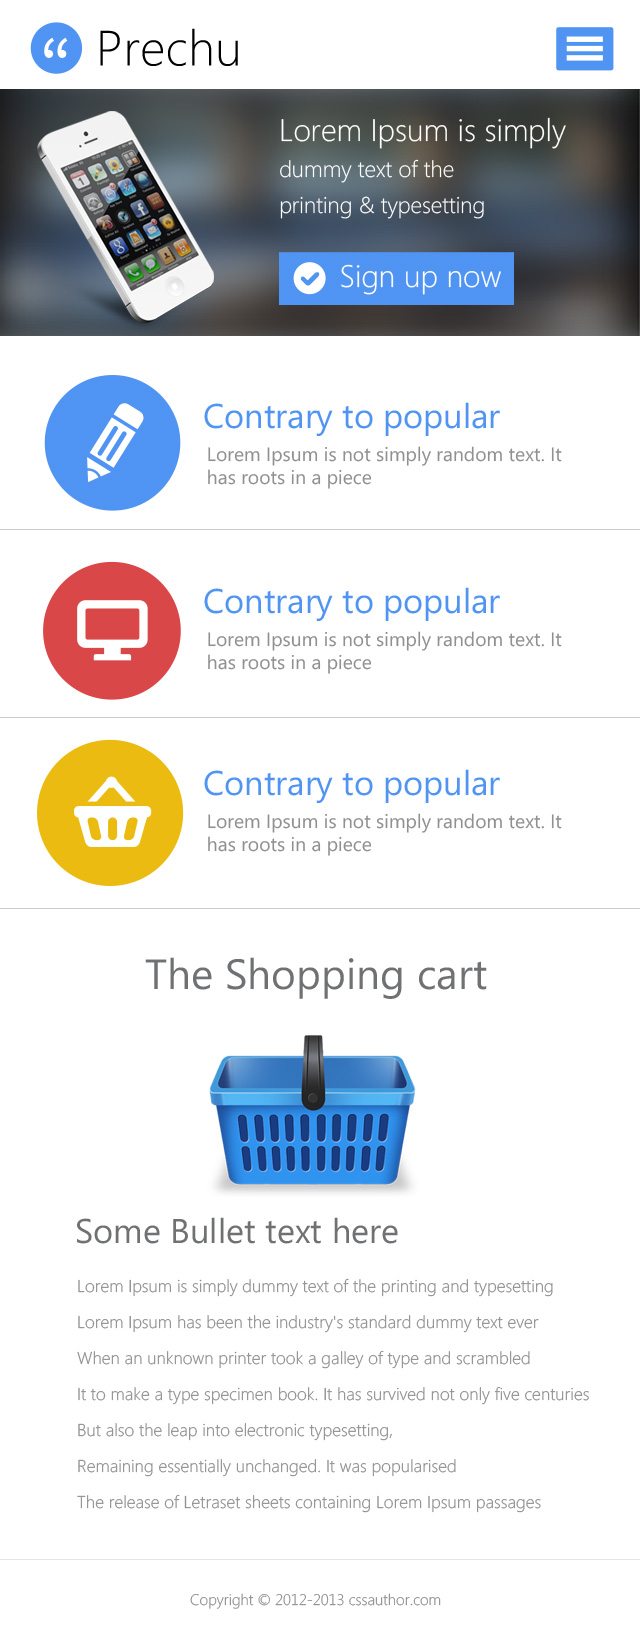 Prechu
Lorem Ipsum is simply
dummy text of the
printing & typesetting
Sign up now
Contrary to popular
Lorem Ipsum is not simply random text. It
has roots in a piece
Contrary to popular
Lorem Ipsum is not simply random text. It
has roots in a piece
Contrary to popular
Lorem Ipsum is not simply random text. It
has roots in a piece
The Shopping cart
Some Bullet text here
Lorem Ipsum is simply dummy text of the printing and typesetting
Lorem Ipsum has been the industry's standard dummy text ever
When an unknown printer took a galley of type and scrambled
It to make a type specimen book. It has survived not only five centuries
But also the leap into electronic typesetting,
Remaining essentially unchanged. It was popularised
The release of Letraset sheets containing Lorem Ipsum passages
Copyright © 2012-2013 cssauthor.com